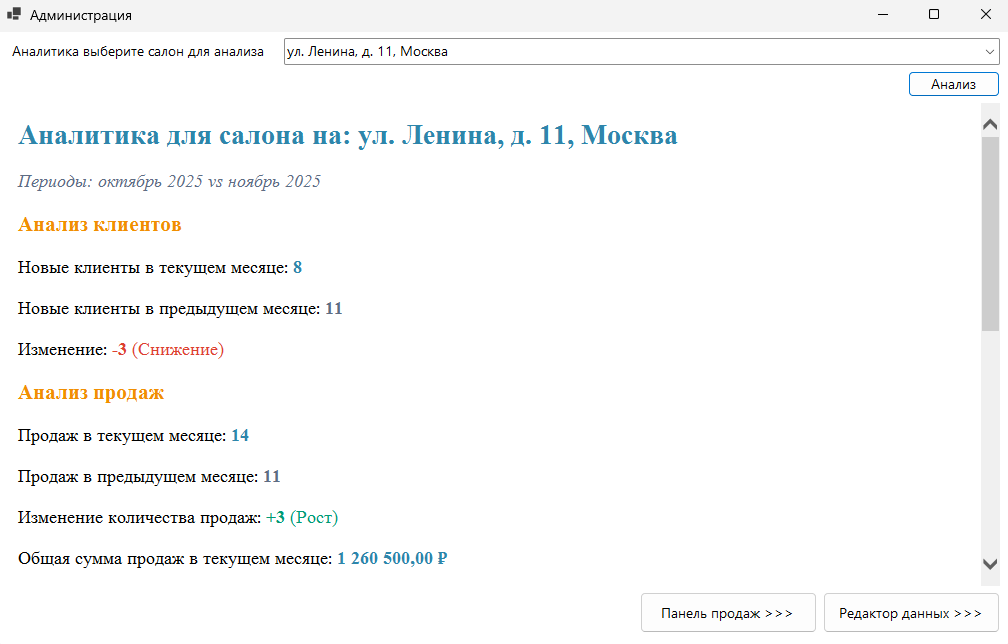 Администрация
Аналитика выберите салон для анализа
ул. Ленина, д. 11, Москва
Анализ
Аналитика для салона на: ул. Ленина, д. 11, Москва
Периоды: октябрь 2025 vs ноябрь 2025
Анализ клиентов
Новые клиенты в текущем месяце: 8
Новые клиенты в предыдущем месяце: 11
Изменение: -3 (Снижение)
Анализ продаж
Продаж в текущем месяце: 14
Продаж в предыдущем месяце: 11
Изменение количества продаж: +3 (Рост)
Общая сумма продаж в текущем месяце: 1 260 500,00 ₽
Панель продаж >>>
Редактор данных >>>